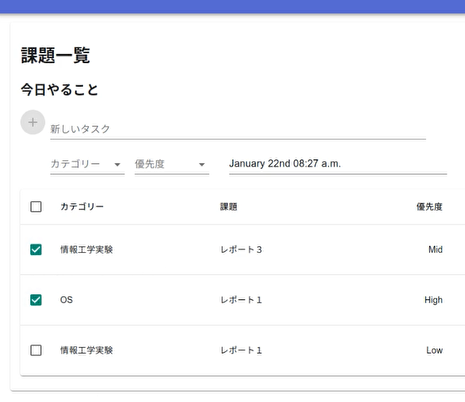 課題一覧
今日やること
新しいタスク
カテゴリー 優先度 January 22nd 08:27 a.m.
カテゴリー 課題 優先度
情報工学実験 レポート3 Mid
OS レポート1 High
情報工学実験 レポート1 Low